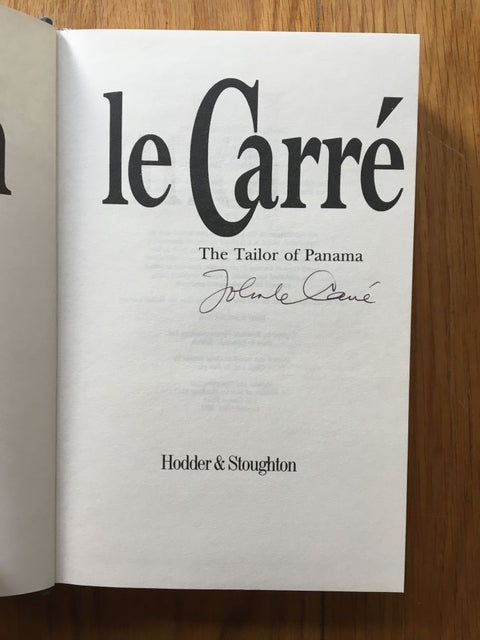 n
le Carré
The Tailor of Panama
John le Carré
Hodder & Stoughton